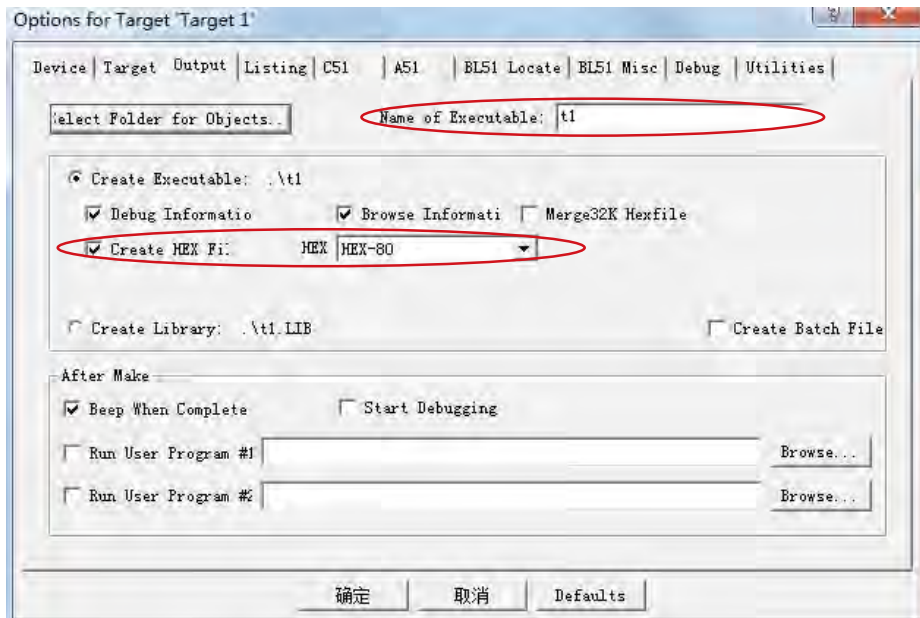 Options for Target 'Target 1'
Device Target Output Listing C51 A51 BL51 Locate BL51 Misc Debug Utilities
elect Folder for Objects.. Name of Executable: t1
Create Executable: .\t1
Debug Informatio Browse Informati Merge32K Hexfile
Create HEX Fi: HEX HEX-80
Create Library: .\t1.LIB Create Batch File
After Make
Beep When Complete Start Debugging
Run User Program #1 Browse...
Run User Program #2 Browse...
确定 取消 Defaults